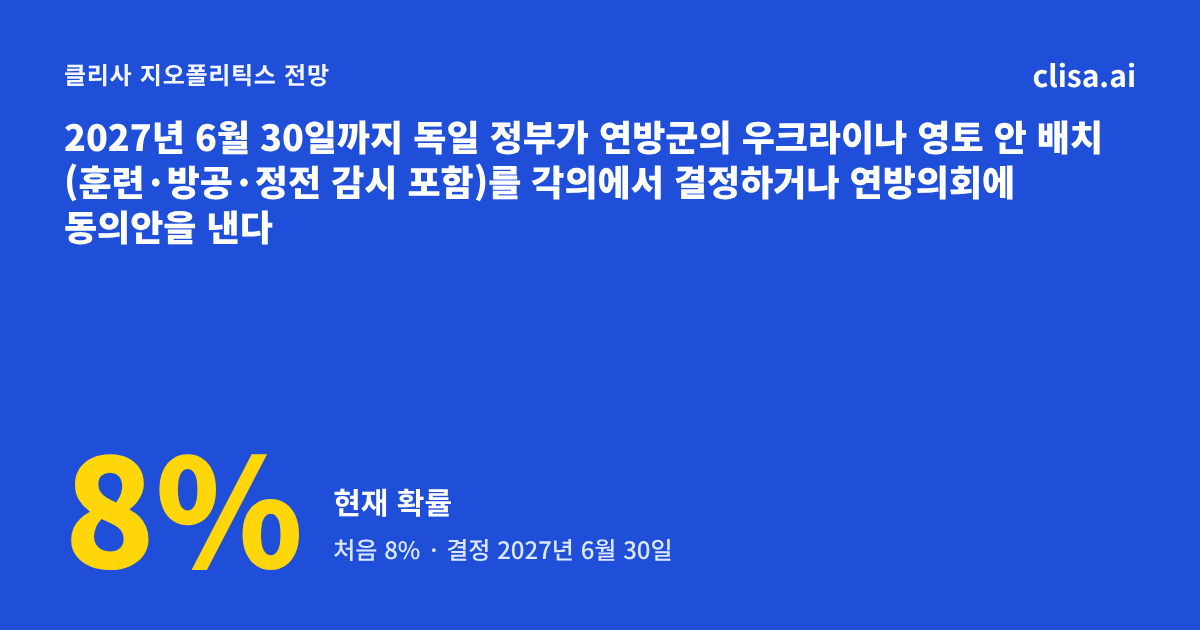 클리사 지오폴리틱스 전망
clisa.ai
2027년 6월 30일까지 독일 정부가 연방군의 우크라이나 영토 안 배치
(훈련·방공·정전 감시 포함)를 각의에서 결정하거나 연방의회에
동의안을 낸다
8%
현재 확률
처음 8% · 결정 2027년 6월 30일